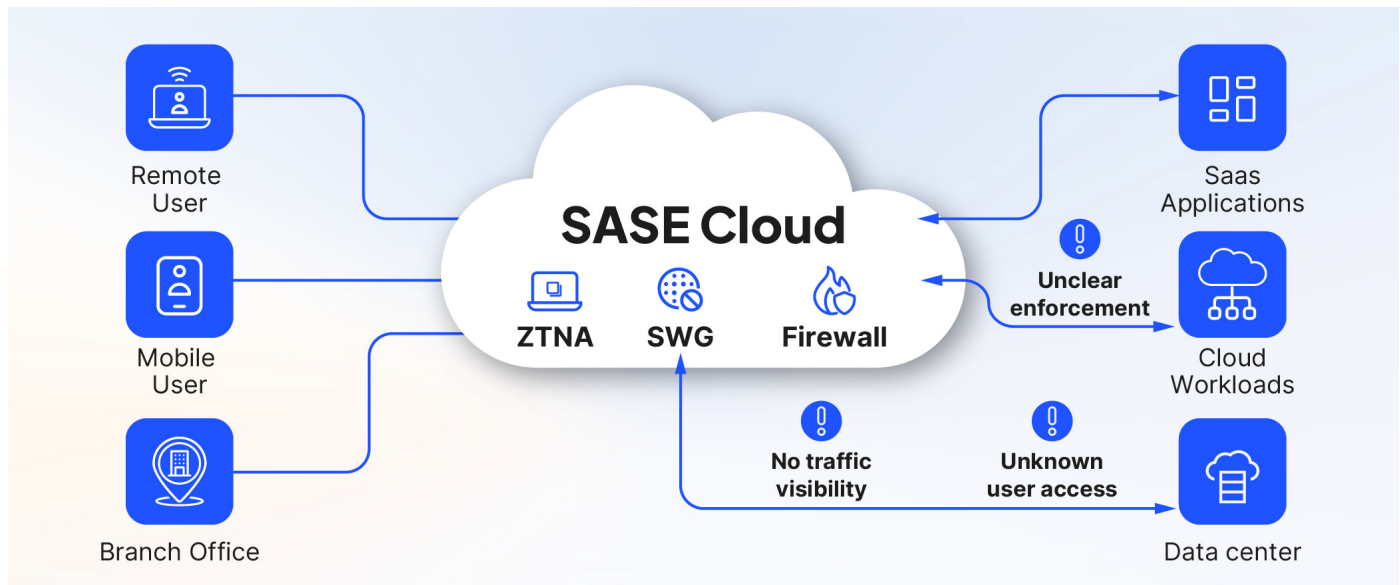 Remote
User
Mobile
User
Branch Office
SASE Cloud
ZTNA
SWG
Firewall
Unclear
enforcement
No traffic
visibility
Unknown
user access
Saas
Applications
Cloud
Workloads
Data center